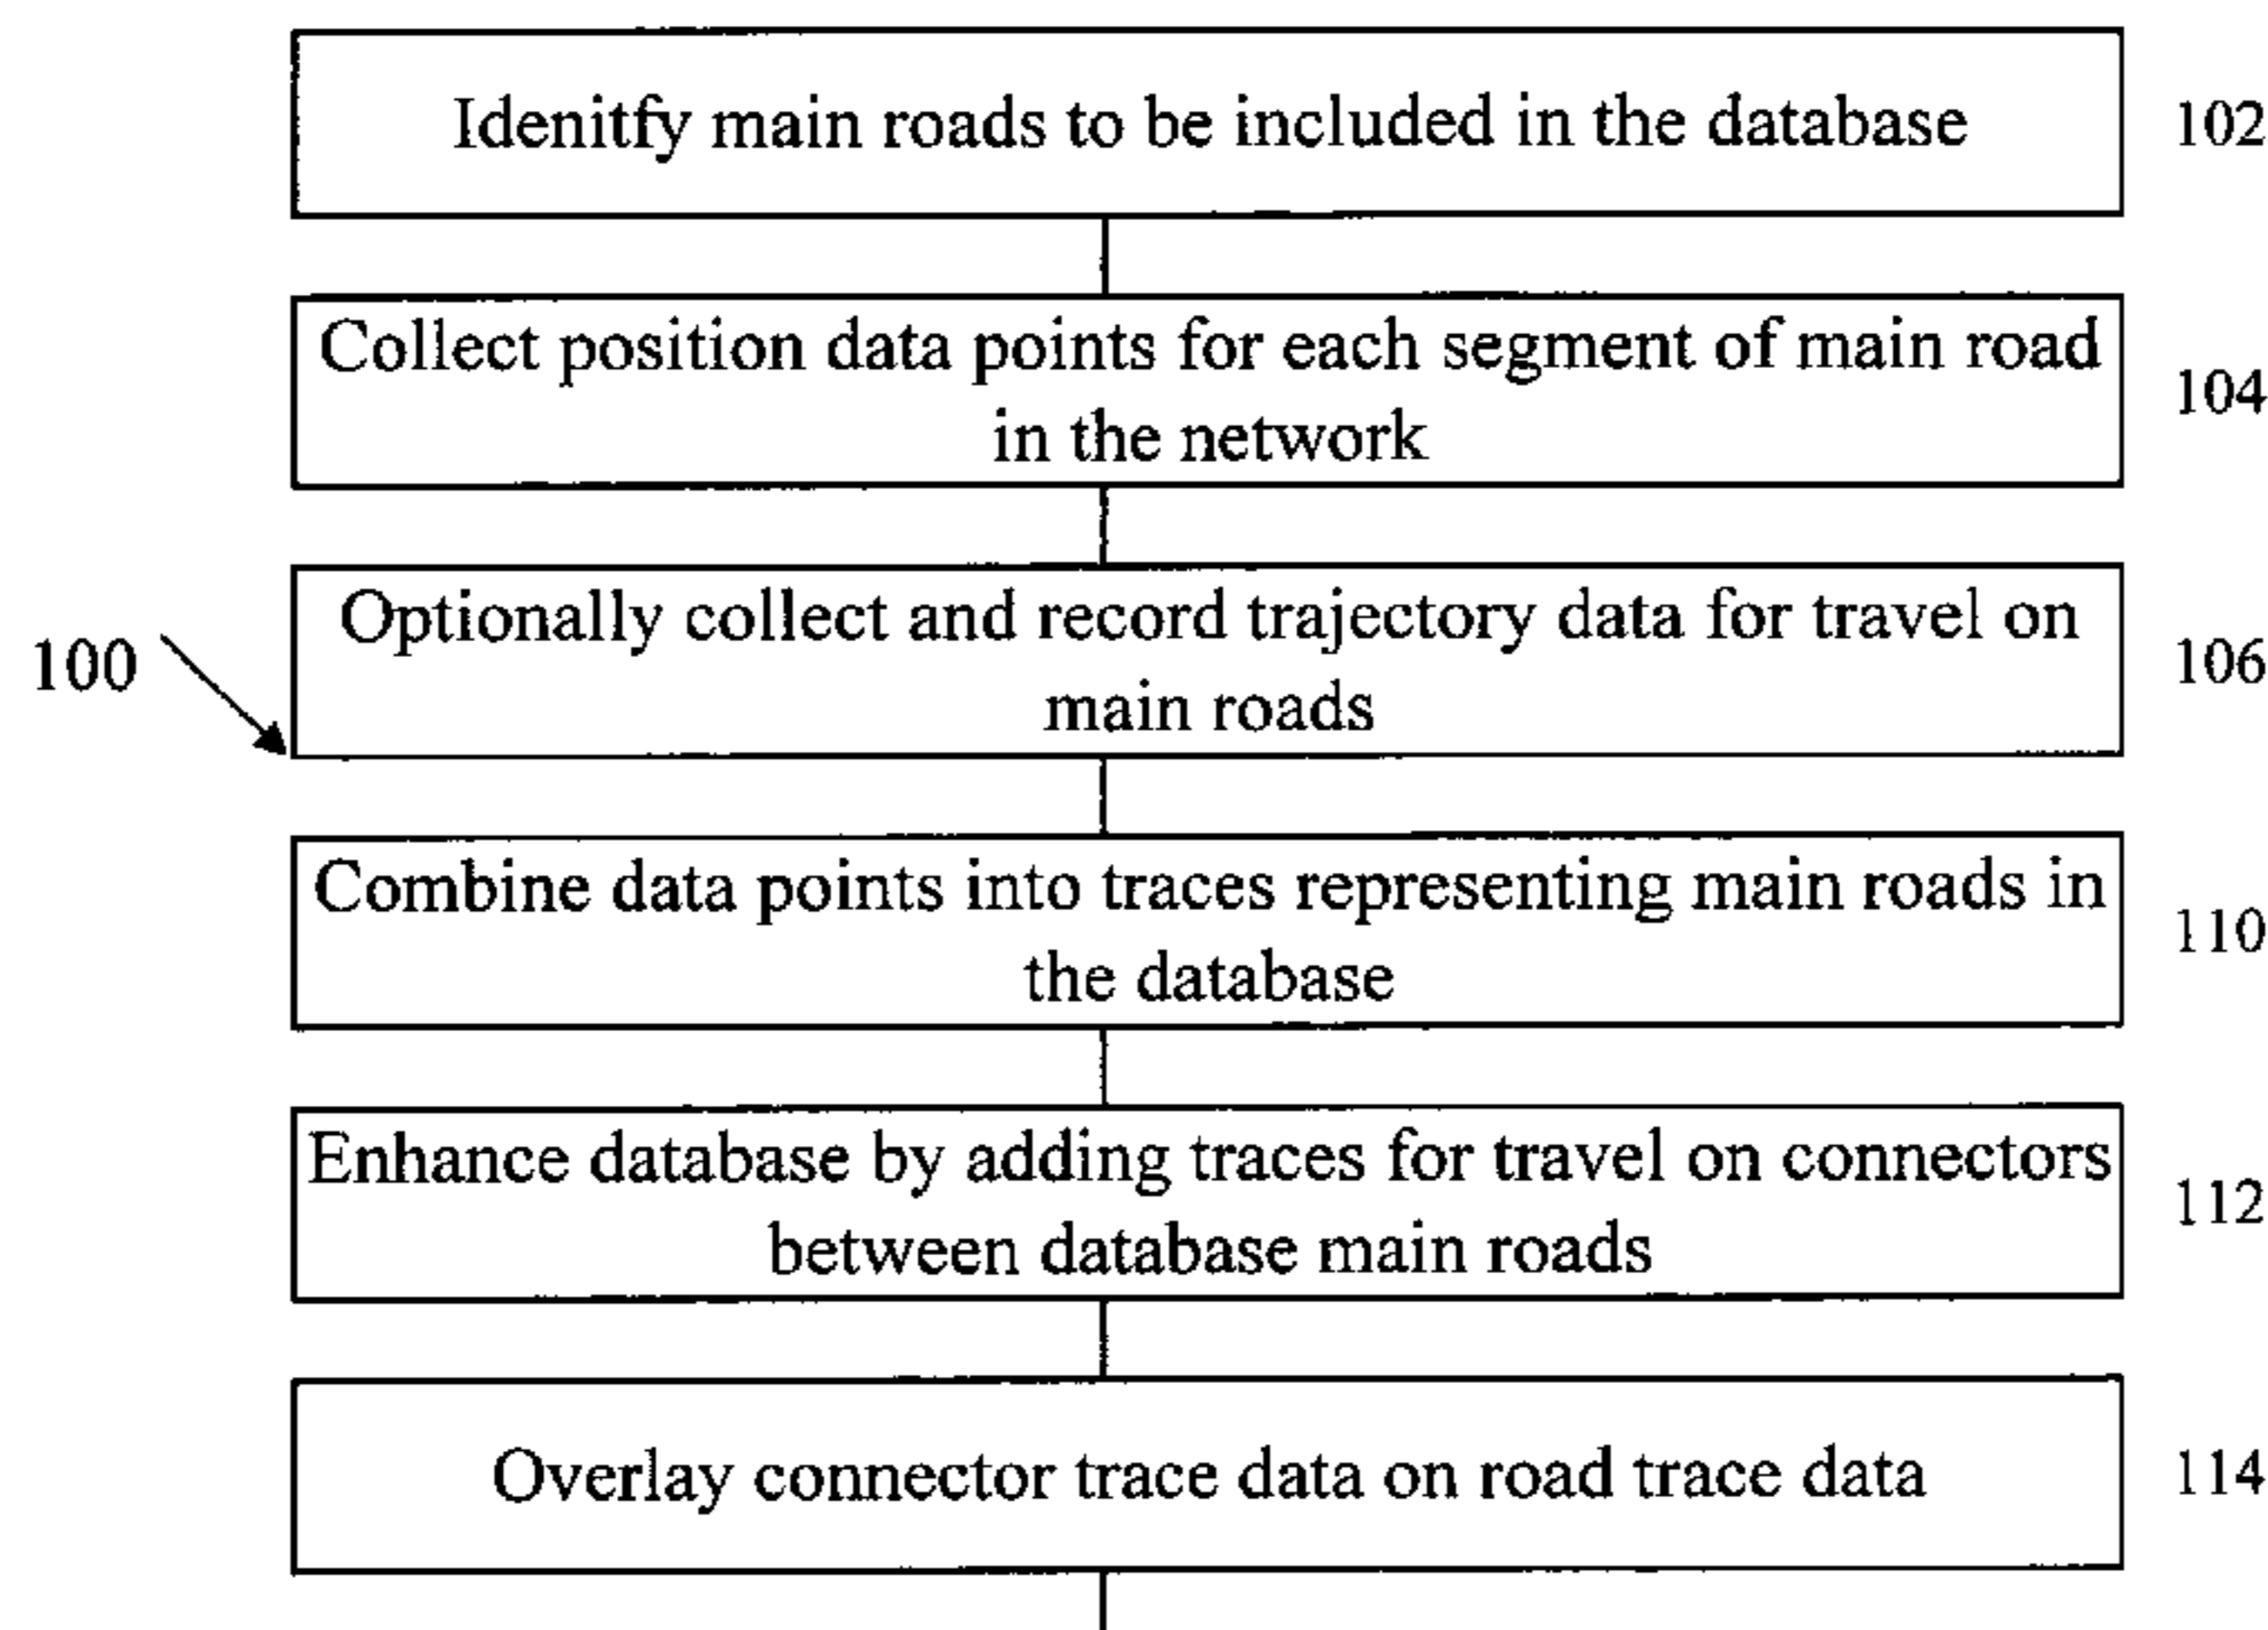 Idenitfy main roads to be included in the database
102
Collect position data points for each segment of main road
in the network
104
Optionally collect and record trajectory data for travel on
main roads
106
100
Combine data points into traces representing main roads in
the database
110
Enhance database by adding traces for travel on connectors
between database main roads
112
Overlay connector trace data on road trace data
114